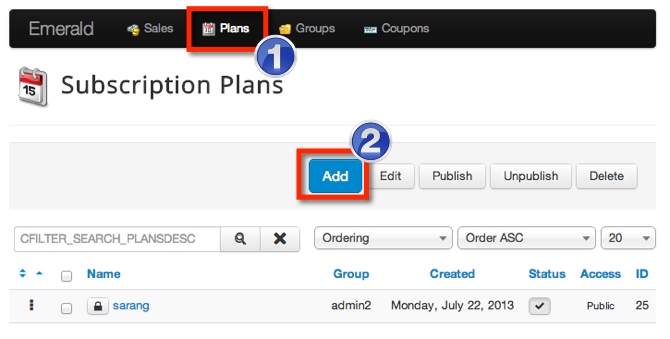 Emerald Sales Plans Groups Coupons
1
15 Subscription Plans
2
Add Edit Publish Unpublish Delete
CFILTER_SEARCH_PLANSDESC Ordering Order ASC 20
Name Group Created Status Access ID
sarang admin2 Monday, July 22, 2013 Public 25